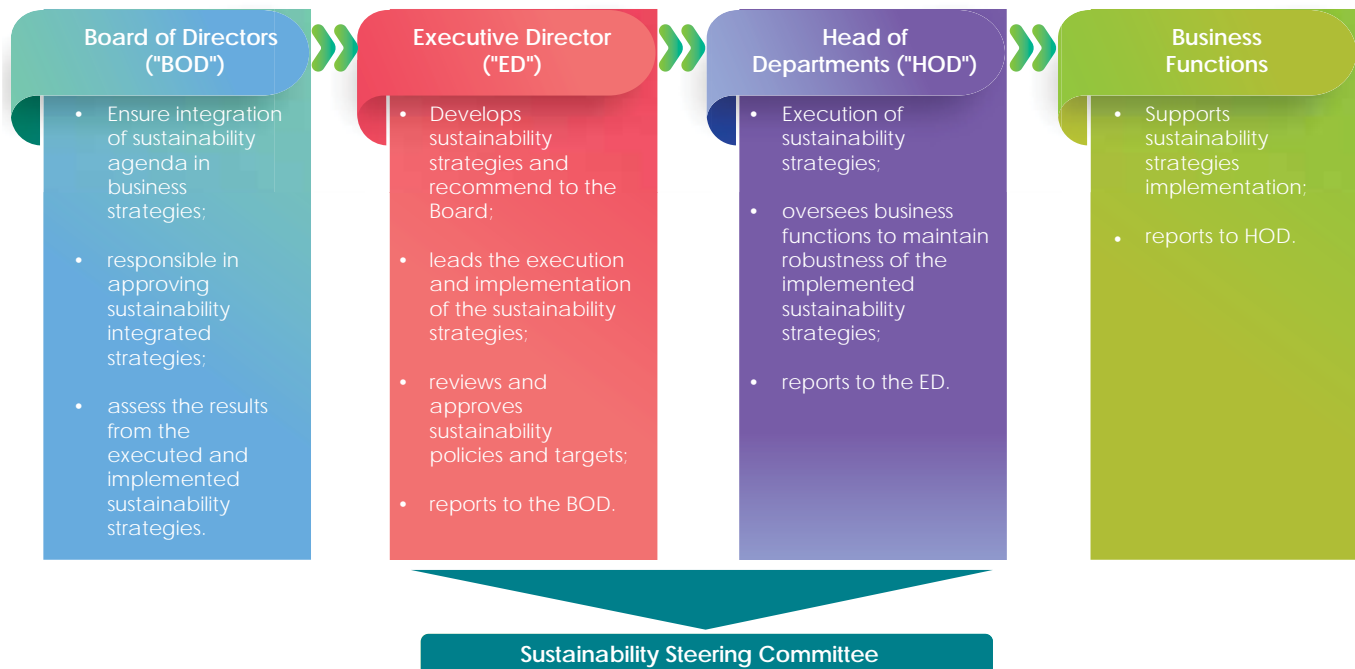 Board of Directors
("BOD")
• Ensure integration
of sustainability
agenda in
business
strategies;
• responsible in
approving
sustainability
integrated
strategies;
• assess the results
from the
executed and
implemented
sustainability
strategies.
Executive Director
("ED")
• Develops
sustainability
strategies and
recommend to the
Board;
• leads the execution
and implementation
of the sustainability
strategies;
• reviews and
approves
sustainability
policies and targets;
• reports to the BOD.
Head of
Departments ("HOD")
• Execution of
sustainability
strategies;
• oversees business
functions to maintain
robustness of the
implemented
sustainability
strategies;
• reports to the ED.
Business
Functions
• Supports
sustainability
strategies
implementation;
• reports to HOD.
Sustainability Steering Committee